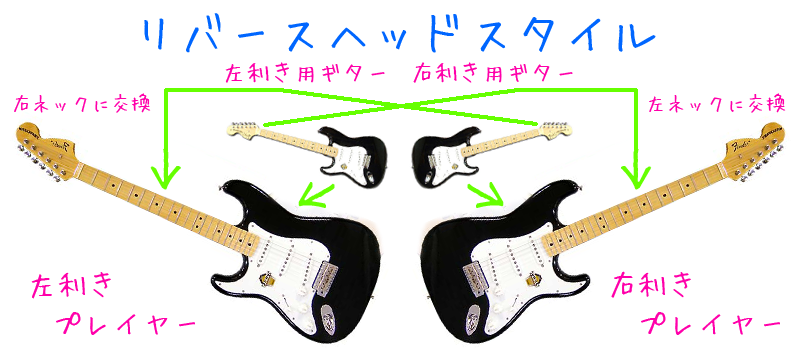 リバースヘッドスタイル
左利き用ギター 右利き用ギター
右ネックに交換 左ネックに交換
Fender
左利き
プレイヤー
右利き
プレイヤー